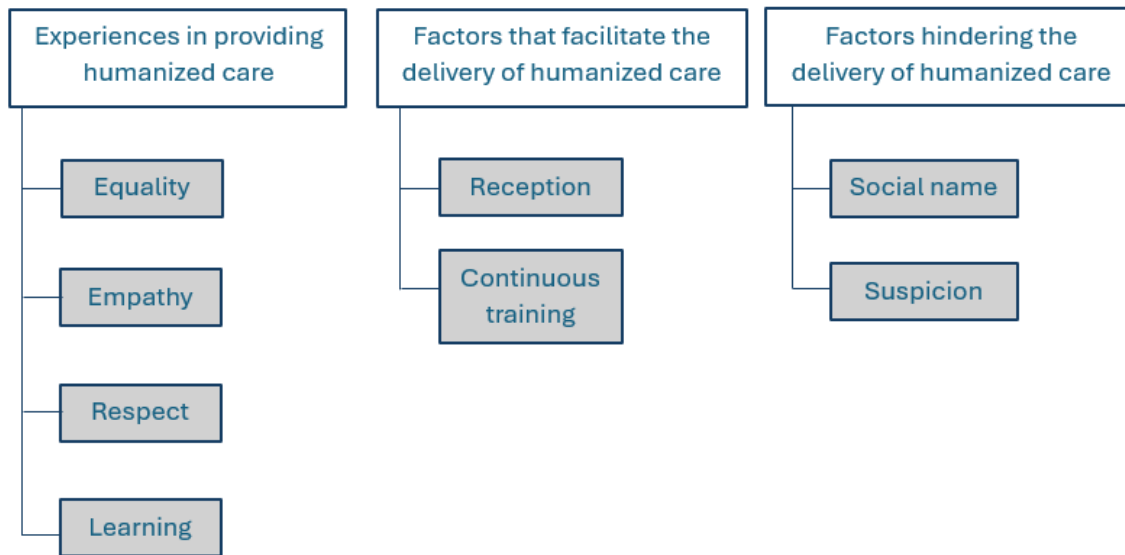 Experiences in providing
humanized care
Equality
Empathy
Respect
Learning
Factors that facilitate the
delivery of humanized care
Reception
Continuous
training
Factors hindering the
delivery of humanized care
Social name
Suspicion